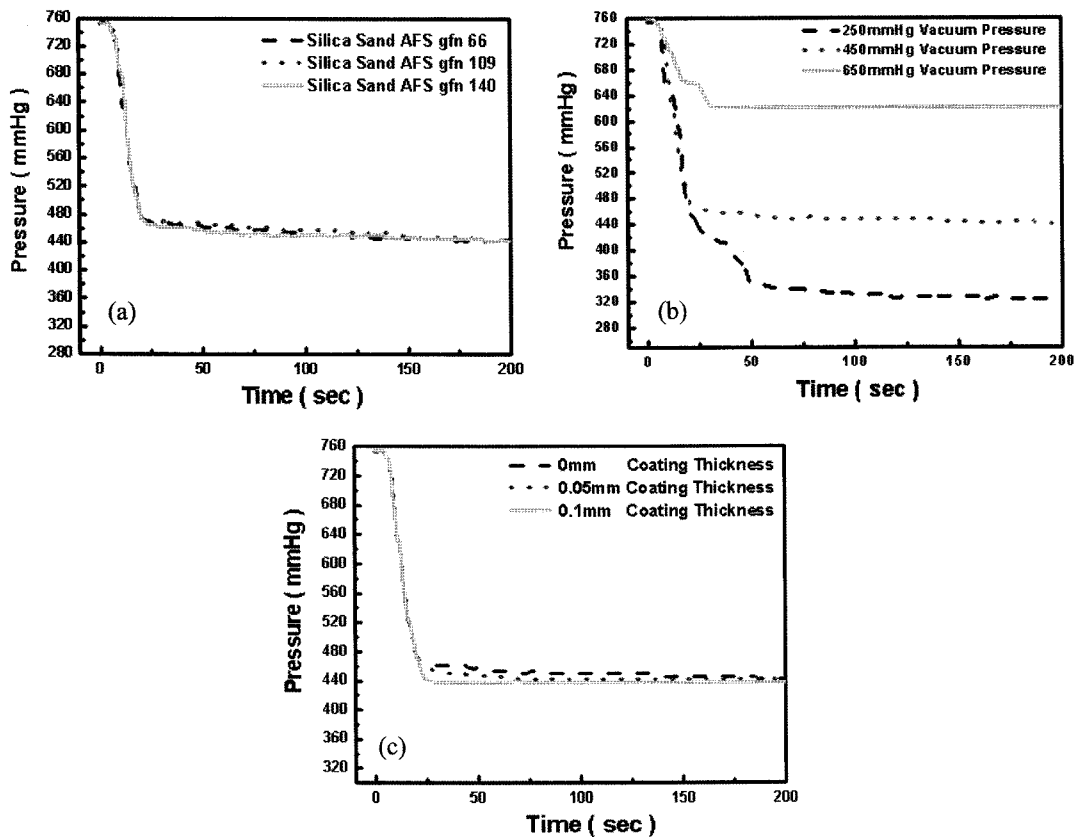 760
720
680
640
600
560
520
480
440
400
360
320
280
Pressure ( mmHg)
Silica Sand AFS gfn 66
Silica Sand AFS gfn 109
Silica Sand AFS gfn 140
(a)
0 50 100 150 200
Time ( sec )
760
720
680
640
600
560
520
480
440
400
360
320
280
Pressure ( mmHg)
250mmHg Vacuum Pressure
450mmHg Vacuum Pressure
650mmHg Vacuum Pressure
(b)
0 50 100 150 200
Time ( sec )
760
720
680
640
600
560
520
480
440
400
360
320
Pressure (mmHg)
0mm Coating Thickness
0.05mm Coating Thickness
0.1mm Coating Thickness
(c)
0 50 100 150 200
Time ( sec )